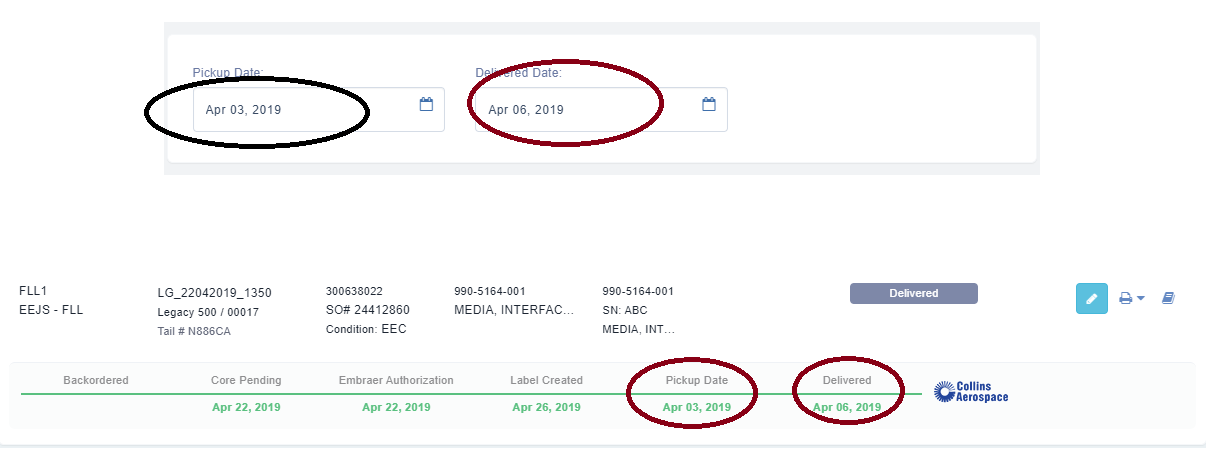 Pickup Date: Delivered Date:
Apr 03, 2019 Apr 06, 2019
FLL1 LG_22042019_1350 300638022 990-5164-001 990-5164-001 Delivered
EEJS - FLL Legacy 500 / 00017 SO# 24412860 MEDIA, INTERFAC... SN: ABC
Tail # N886CA Condition: EEC MEDIA, INT...
Backordered Core Pending Embraer Authorization Label Created Pickup Date Delivered
Collins
Aerospace
Apr 22, 2019 Apr 22, 2019 Apr 26, 2019 Apr 03, 2019 Apr 06, 2019